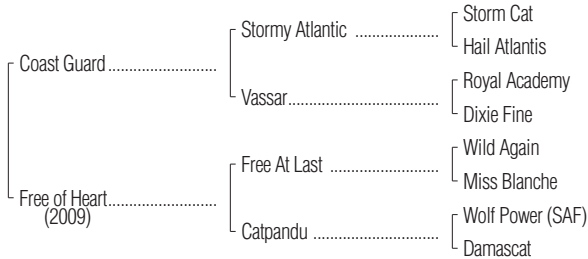 Storm Cat
Stormy Atlantic ....................
Hail Atlantis
Coast Guard ..........................
Royal Academy
Vassar....................................
Dixie Fine
Wild Again
Free At Last ..........................
Miss Blanche
Free of Heart..........................
(2009)
Wolf Power (SAF)
Catpandu ..............................
Damascat